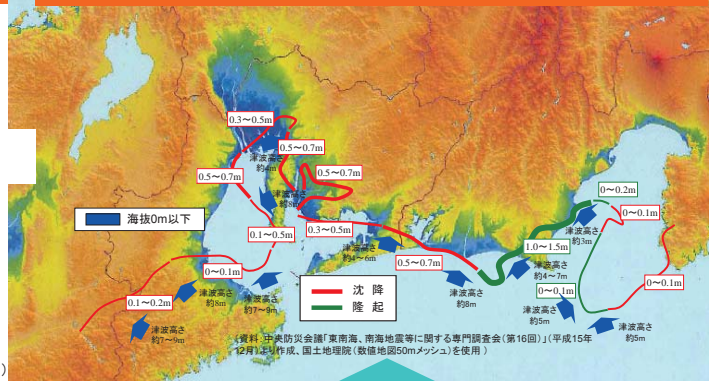 0.3〜0.5m
津波高さ
約4m
0.5〜0.7m
0.5〜0.7m
0.5〜0.7m
津波高さ
約8m
0〜0.2m
0〜0.1m
海抜0m以下
津波高さ
約3m
0.1〜0.5m
0.3〜0.5m
津波高さ
約4〜6m
1.0〜1.5m
0.5〜0.7m
津波高さ
約4〜7m
0〜0.1m
0〜0.1m
0〜0.1m
津波高さ
約8m
津波高さ
約7〜9m
沈 降
隆 起
津波高さ
約8m
0.1〜0.2m
津波高さ
約5m
津波高さ
約5m
津波高さ
約7〜9m
(資料:中央防災会議「東南海、南海地震等に関する専門調査会(第16回)」(平成15年
12月)より作成、国土地理院(数値地図50mメッシュ)を使用)
)